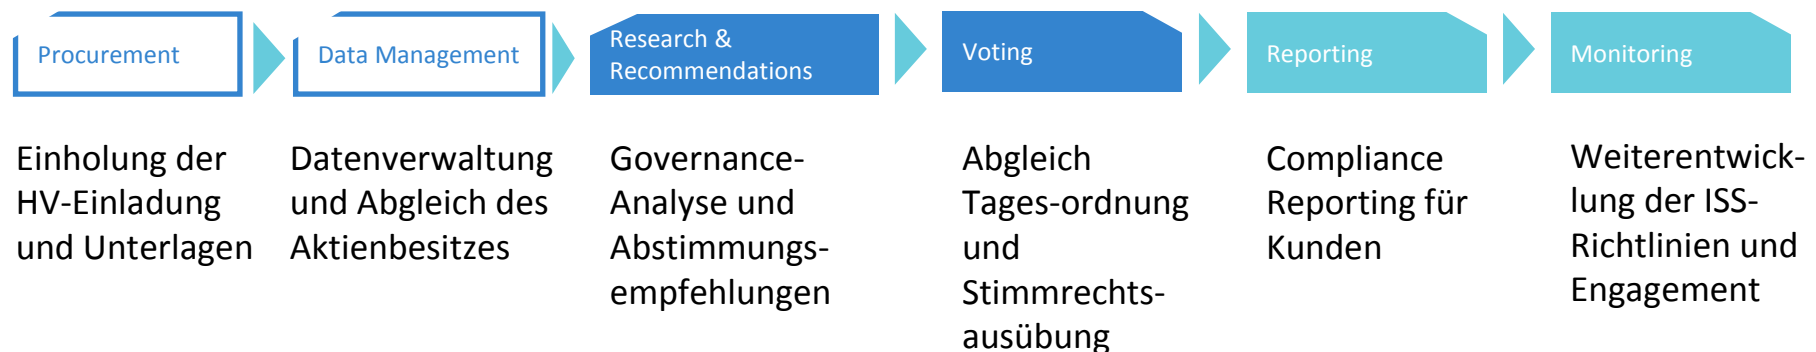 Procurement
Data Management
Research &
Recommendations
Voting
Reporting
Monitoring
Einholung der
HV-Einladung
und Unterlagen
Datenverwaltung
und Abgleich des
Aktienbesitzes
Governance-
Analyse und
Abstimmungs-
empfehlungen
Abgleich
Tages-ordnung
und
Stimmrechts-
ausübung
Compliance
Reporting für
Kunden
Weiterentwick-
lung der ISS-
Richtlinien und
Engagement